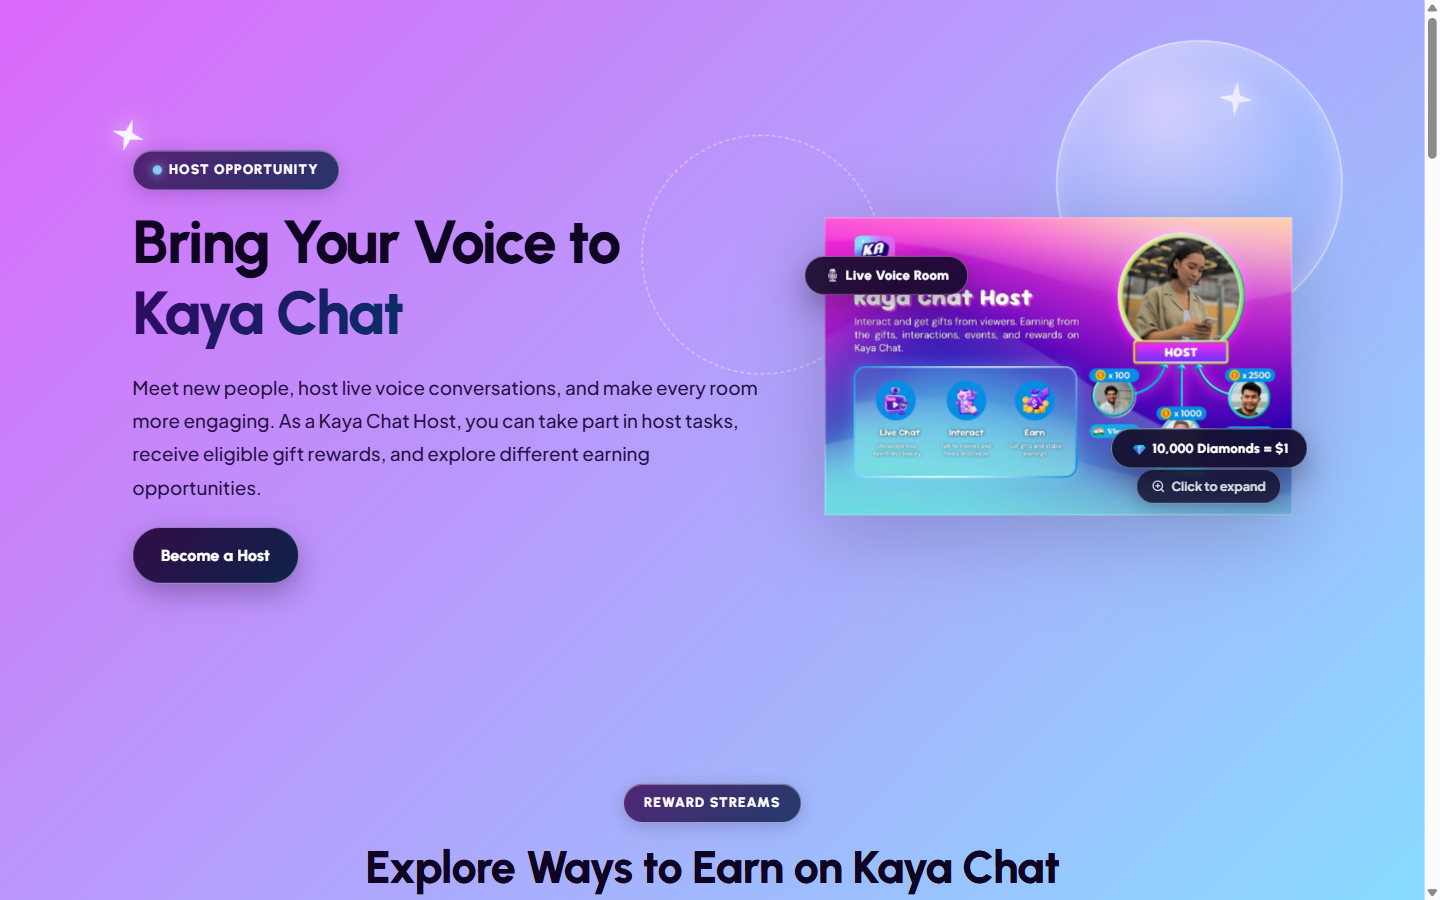 HOST OPPORTUNITY
Bring Your Voice to
Kaya Chat
Meet new people, host live voice conversations, and make every room
more engaging. As a Kaya Chat Host, you can take part in host tasks,
receive eligible gift rewards, and explore different earning
opportunities.
Become a Host
KA
Live Voice Room
Kaya Chat Host
Interact and get gifts from viewers. Earning from
the gifts, interactions, events, and rewards on
Kaya Chat.
Live Chat
Interact
Earn
HOST
x 100
x 2500
x 1000
10,000 Diamonds = $1
Click to expand
REWARD STREAMS
Explore Ways to Earn on Kaya Chat